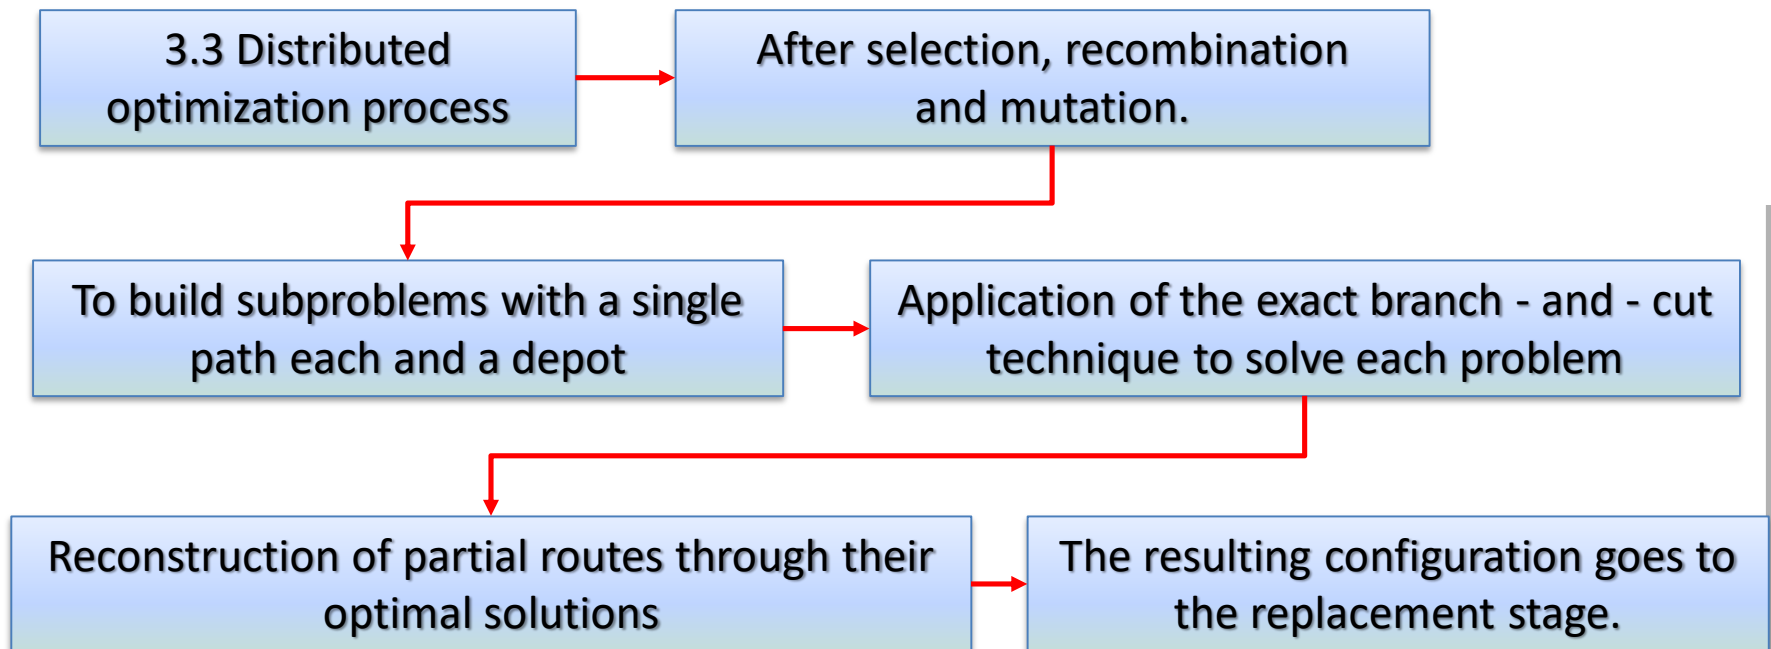 3.3 Distributed
optimization process
After selection, recombination
and mutation.
To build subproblems with a single
path each and a depot
Application of the exact branch - and - cut
technique to solve each problem
Reconstruction of partial routes through their
optimal solutions
The resulting configuration goes to
the replacement stage.